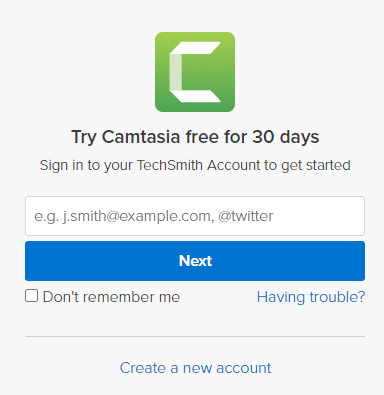 Try Camtasia free for 30 days
Sign in to your TechSmith Account to get started
e.g. j.smith@example.com, @twitter
Next
Don't remember me
Having trouble?
Create a new account